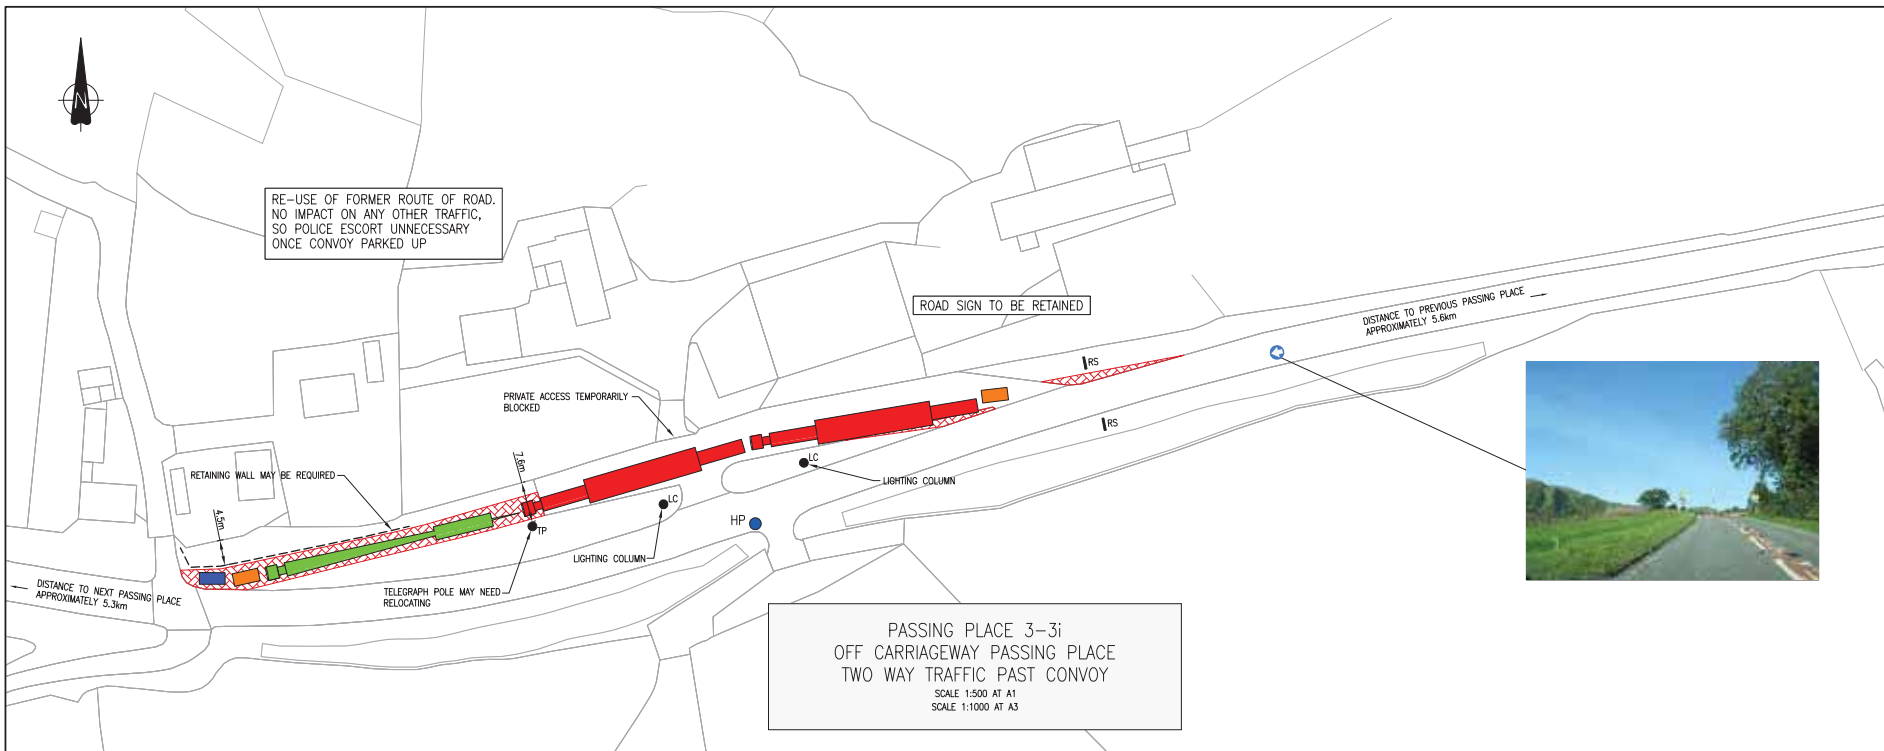 N
RE-USE OF FORMER ROUTE OF ROAD.
NO IMPACT ON ANY OTHER TRAFFIC,
SO POLICE ESCORT UNNECESSARY
ONCE CONVOY PARKED UP
ROAD SIGN TO BE RETAINED
DISTANCE TO PREVIOUS PASSING PLACE
APPROXIMATELY 5.6km
RS
RS
PRIVATE ACCESS TEMPORARILY
BLOCKED
7.6m
LC
LIGHTING COLUMN
RETAINING WALL MAY BE REQUIRED
4.5m
LC
TP
HP
LIGHTING COLUMN
TELEGRAPH POLE MAY NEED
RELOCATING
DISTANCE TO NEXT PASSING PLACE
APPROXIMATELY 5.3km
PASSING PLACE 3-3i
OFF CARRIAGEWAY PASSING PLACE
TWO WAY TRAFFIC PAST CONVOY
SCALE 1:500 AT A1
SCALE 1:1000 AT A3